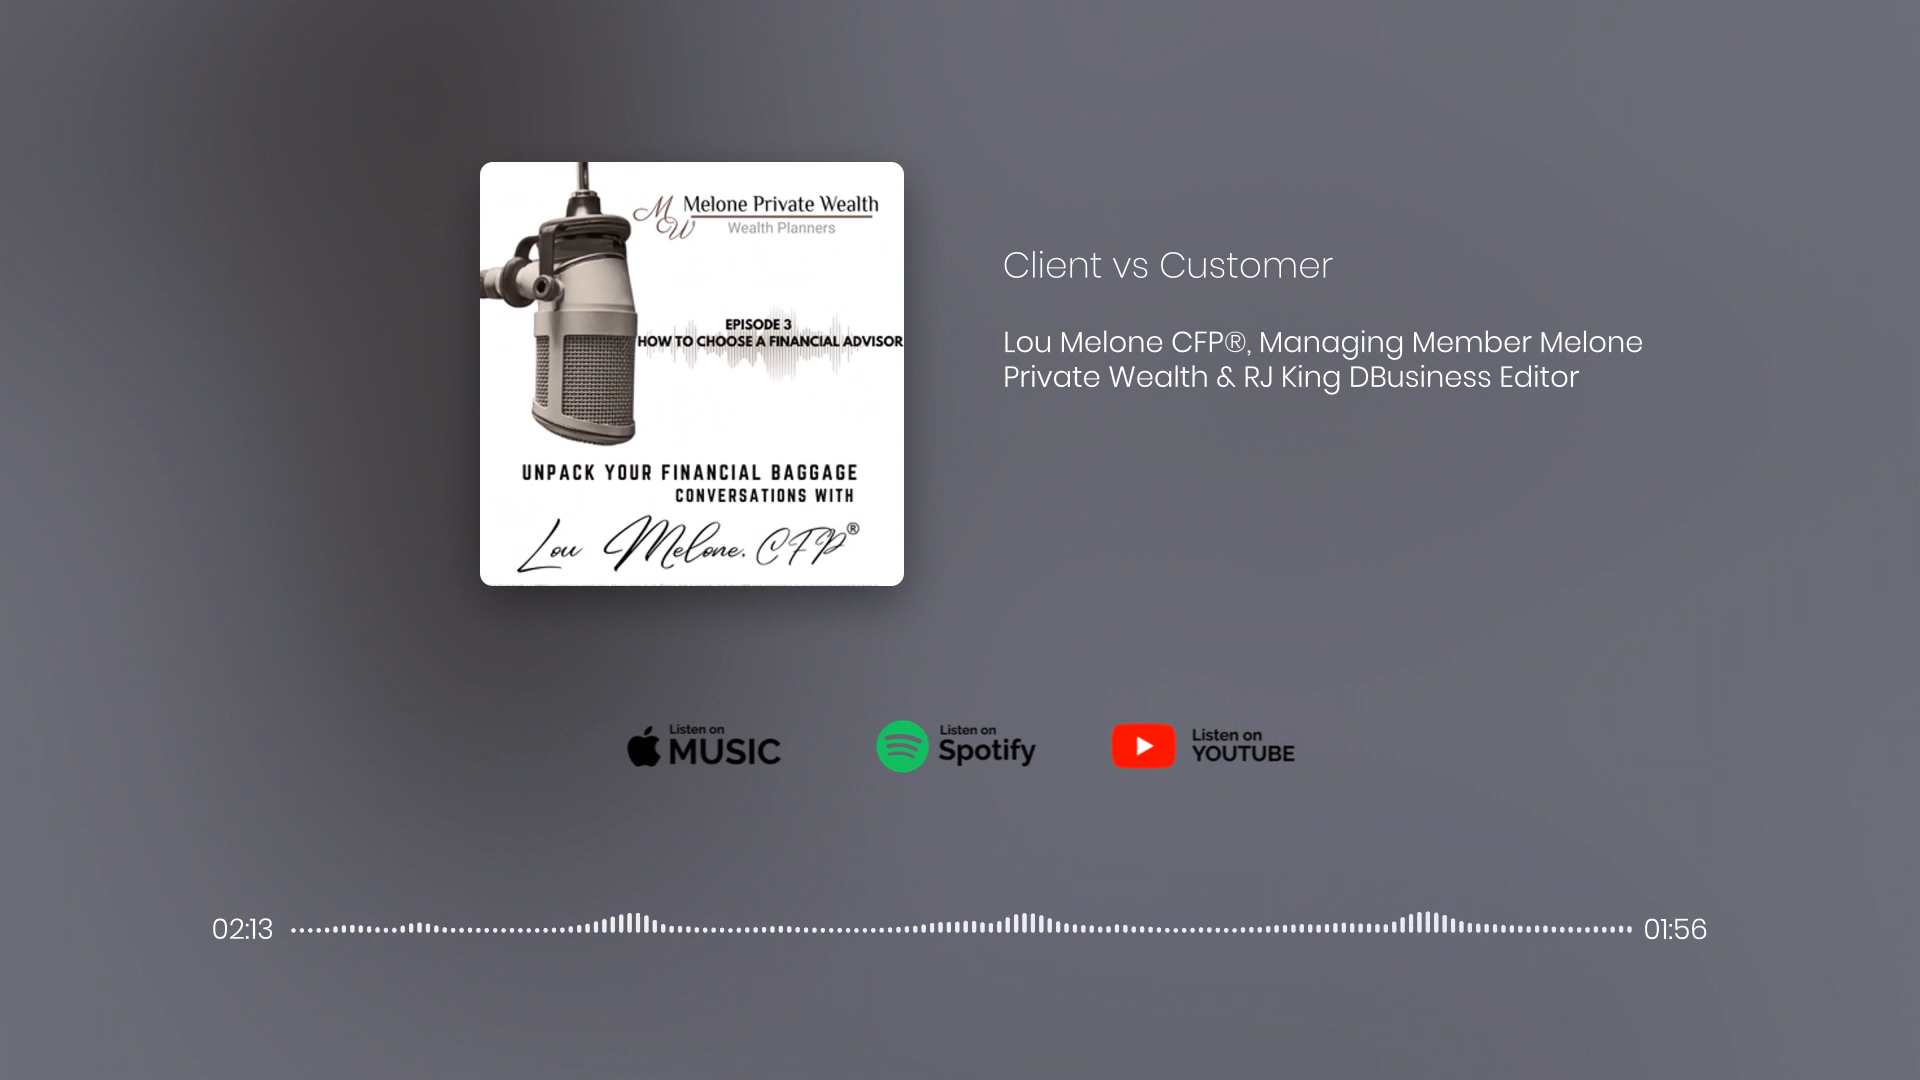 MW
Melone Private Wealth
Wealth Planners
EPISODE 3
HOW TO CHOOSE A FINANCIAL ADVISOR
UNPACK YOUR FINANCIAL BAGGAGE
CONVERSATIONS WITH
Lou Melone, CFP®
Client vs Customer
Lou Melone CFP®, Managing Member Melone
Private Wealth & RJ King DBusiness Editor
Listen on
MUSIC
Listen on
Spotify
Listen on
YOUTUBE
02:13
01:56